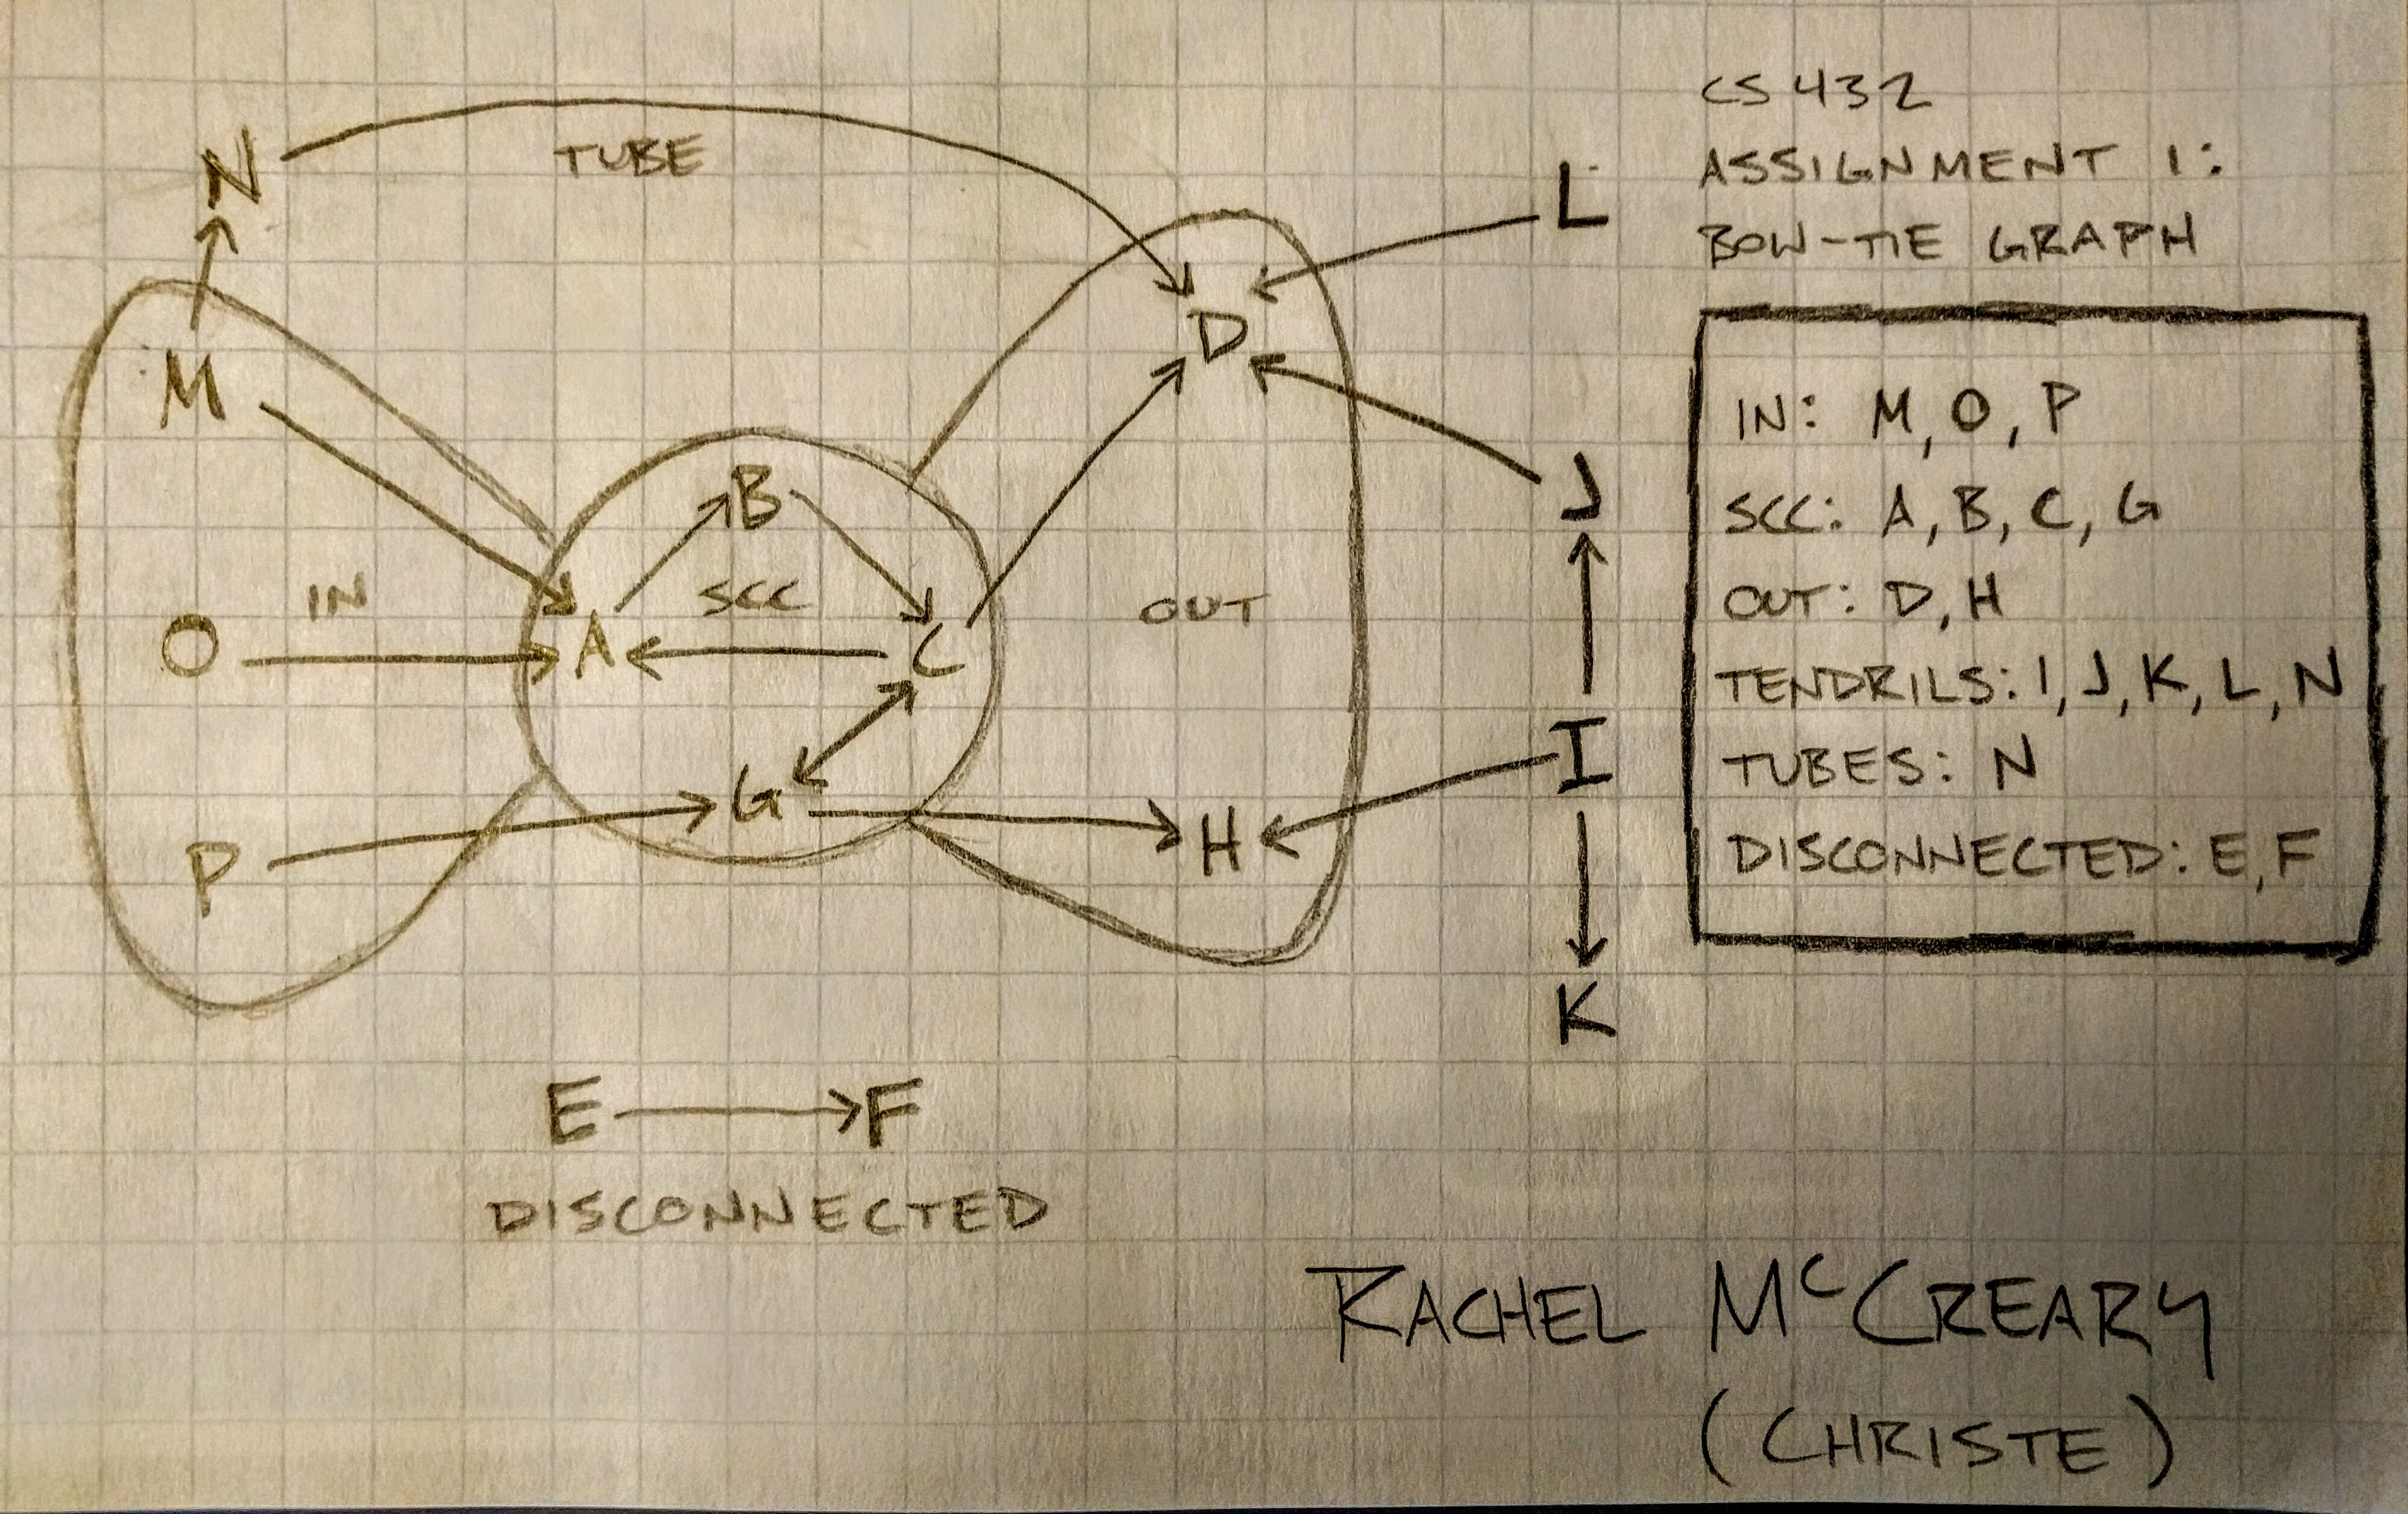 CS 432
ASSIGNMENT 1:
BOW-TIE GRAPH
N
TUBE
L
D
M
B
J
IN
SCC
OUT
O
A
C
I
G
H
P
K
E
F
DISCONNECTED
IN: M, O, P
SCC: A, B, C, G
OUT: D, H
TENDRILS: I, J, K, L, N
TUBES: N
DISCONNECTED: E, F
RACHEL McCREARY
(CHRISTE)